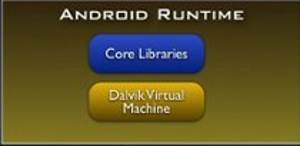 Android Runtime
Core Libraries
Dalvik Virtual
Machine